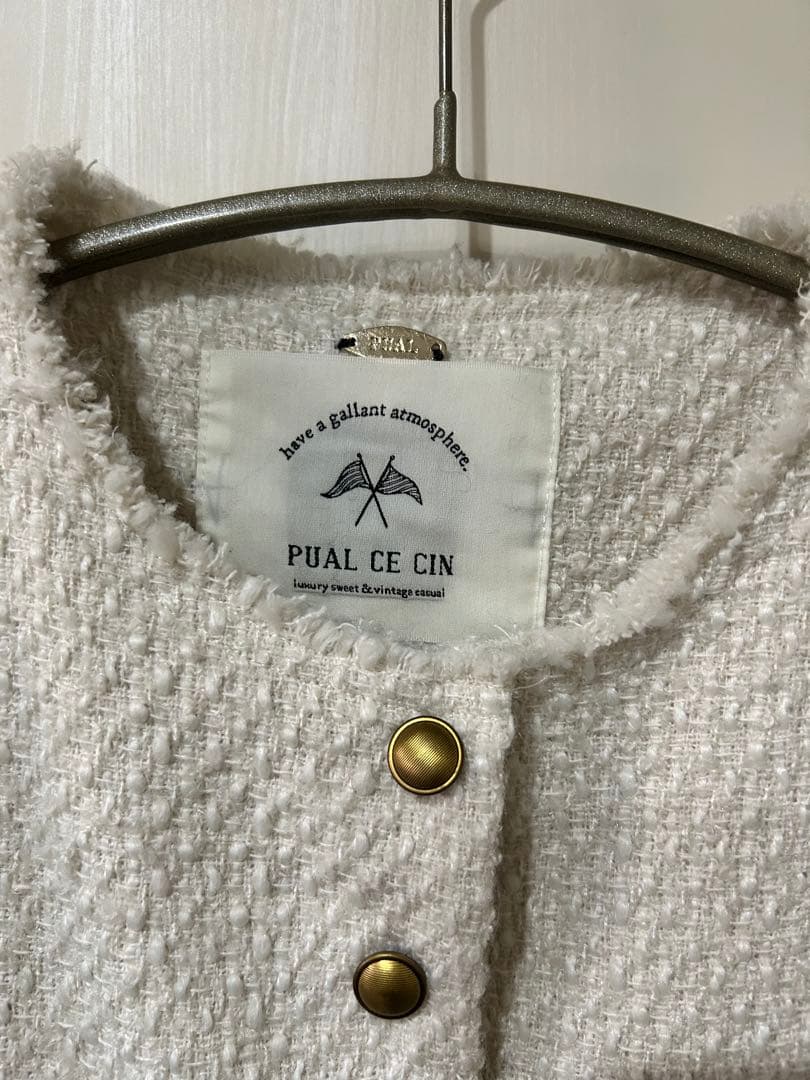 PUAL
have a gallant atmosphere.
PUAL CE CIN
luxury sweet & vintage casual